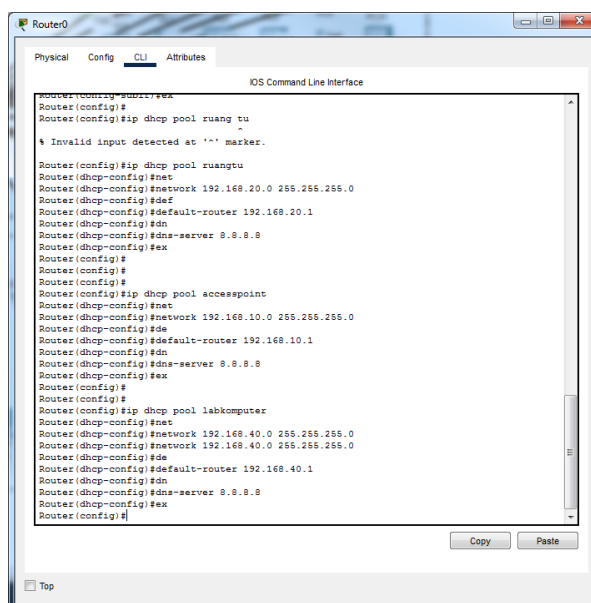 Router0
Physical Config CLI Attributes
IOS Command Line Interface
Router(config-subif)#ex
Router(config)#
Router(config)#ip dhcp pool ruang tu
^
% Invalid input detected at '^' marker.
Router(config)#ip dhcp pool ruangtu
Router(dhcp-config)#net
Router(dhcp-config)#network 192.168.20.0 255.255.255.0
Router(dhcp-config)#def
Router(dhcp-config)#default-router 192.168.20.1
Router(dhcp-config)#dn
Router(dhcp-config)#dns-server 8.8.8.8
Router(dhcp-config)#ex
Router(config)#
Router(config)#
Router(config)#
Router(config)#ip dhcp pool accesspoint
Router(dhcp-config)#net
Router(dhcp-config)#network 192.168.10.0 255.255.255.0
Router(dhcp-config)#de
Router(dhcp-config)#default-router 192.168.10.1
Router(dhcp-config)#dn
Router(dhcp-config)#dns-server 8.8.8.8
Router(dhcp-config)#ex
Router(config)#
Router(config)#
Router(config)#ip dhcp pool labkomputer
Router(dhcp-config)#net
Router(dhcp-config)#network 192.168.40.0 255.255.255.0
Router(dhcp-config)#network 192.168.40.0 255.255.255.0
Router(dhcp-config)#de
Router(dhcp-config)#default-router 192.168.40.1
Router(dhcp-config)#dn
Router(dhcp-config)#dns-server 8.8.8.8
Router(dhcp-config)#ex
Router(config)#
Copy Paste
Top